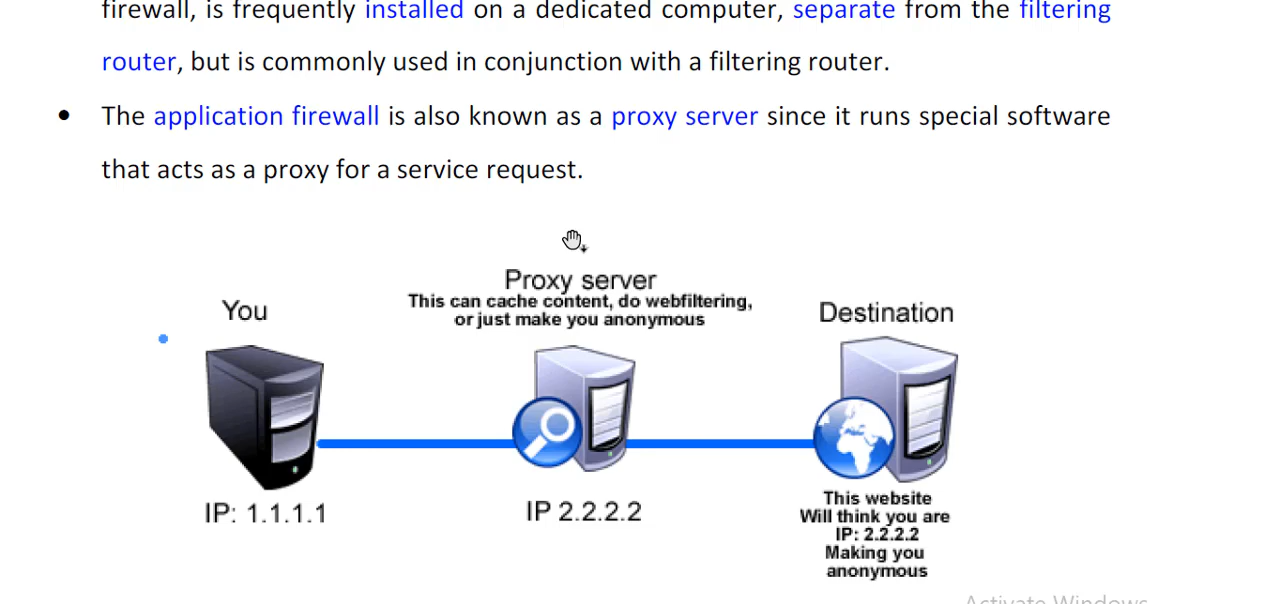 firewall, is frequently installed on a dedicated computer, separate from the filtering
router, but is commonly used in conjunction with a filtering router.
• The application firewall is also known as a proxy server since it runs special software
that acts as a proxy for a service request.
Proxy server
This can cache content, do webfiltering,
or just make you anonymous
You
Destination
IP: 1.1.1.1
IP 2.2.2.2
This website
Will think you are
IP: 2.2.2.2
Making you
anonymous
Activate Windows